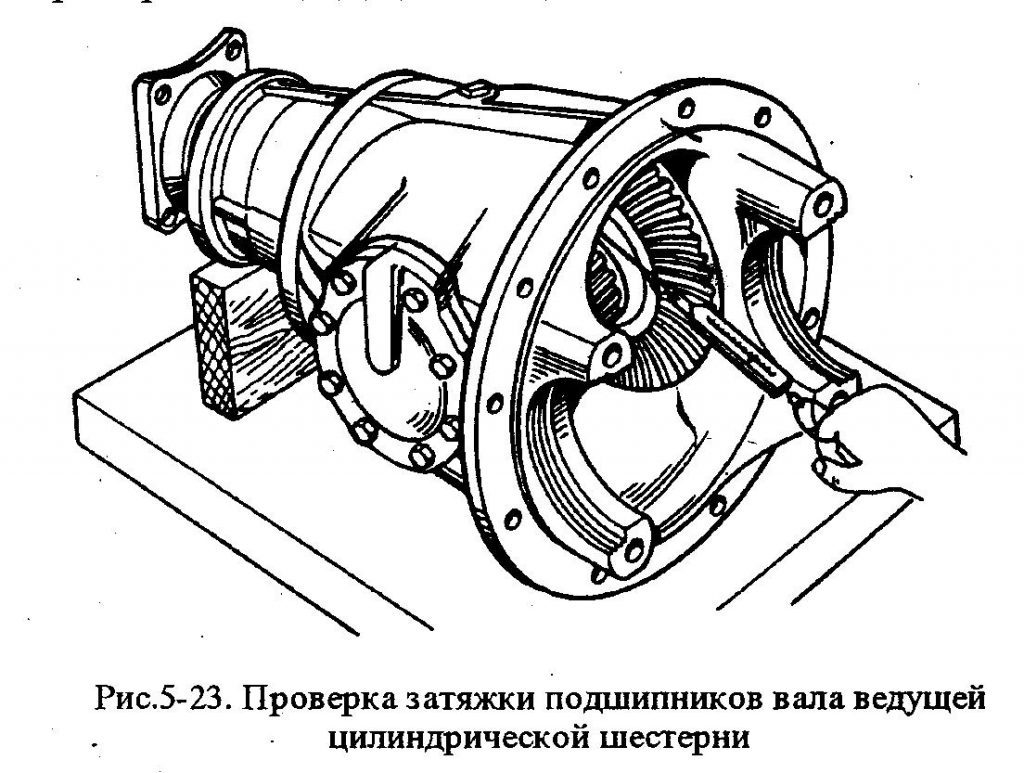 Рис.5-23. Проверка затяжки подшипников вала ведущей
цилиндрической шестерни